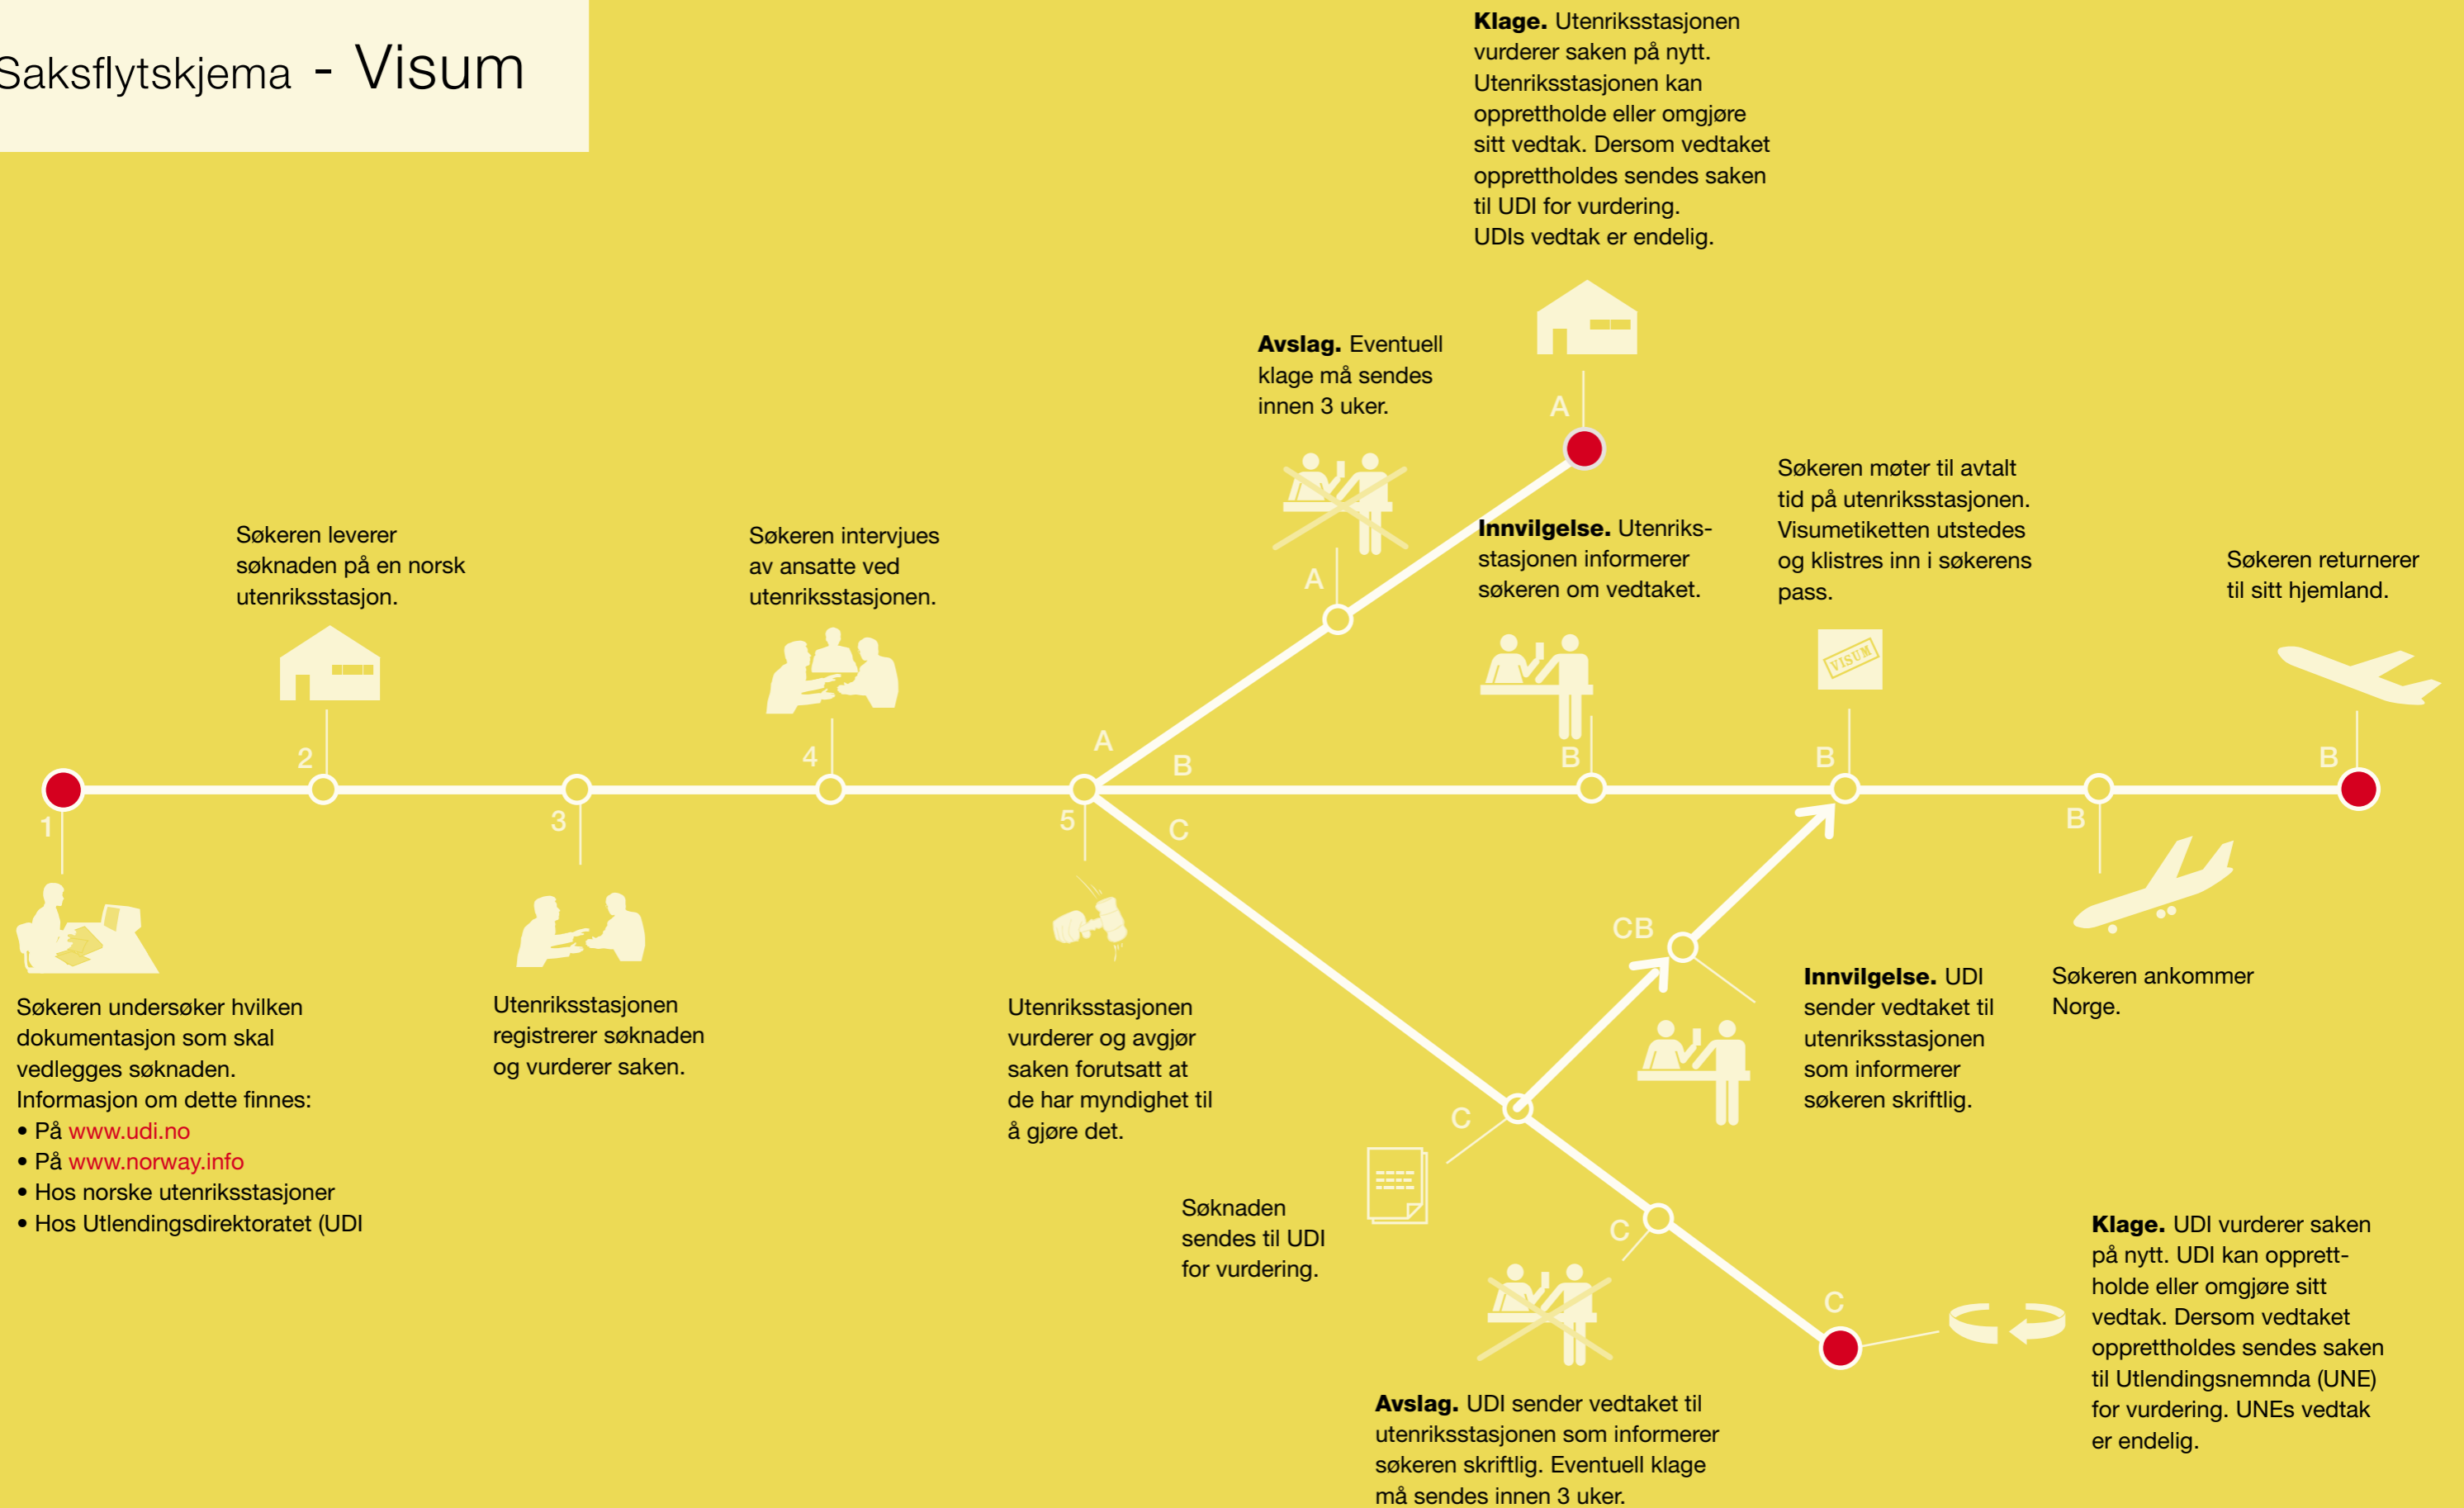 Saksflytskjema - Visum
Klage. Utenriksstasjonen
vurderer saken på nytt.
Utenriksstasjonen kan
opprettholde eller omgjøre
sitt vedtak. Dersom vedtaket
opprettholdes sendes saken
til UDI for vurdering.
UDIs vedtak er endelig.
Avslag. Eventuell
klage må sendes
innen 3 uker.
A
A
Søkeren leverer
søknaden på en norsk
utenriksstasjon.
Søkeren intervjues
av ansatte ved
utenriksstasjonen.
Innvilgelse. Utenriks-
stasjonen informerer
søkeren om vedtaket.
Søkeren møter til avtalt
tid på utenriksstasjonen.
Visumetiketten utstedes
og klistres inn i søkerens
pass.
VISUM
Søkeren returnerer
til sitt hjemland.
2
4
A
B
B
B
B
1
3
5
C
B
Søkeren undersøker hvilken
dokumentasjon som skal
vedlegges søknaden.
Informasjon om dette finnes:
• På www.udi.no
• På www.norway.info
• Hos norske utenriksstasjoner
• Hos Utlendingsdirektoratet (UDI
Utenriksstasjonen
registrerer søknaden
og vurderer saken.
Utenriksstasjonen
vurderer og avgjør
saken forutsatt at
de har myndighet til
å gjøre det.
CB
Innvilgelse. UDI
sender vedtaket til
utenriksstasjonen
som informerer
søkeren skriftlig.
Søkeren ankommer
Norge.
C
Søknaden
sendes til UDI
for vurdering.
C
Avslag. UDI sender vedtaket til
utenriksstasjonen som informerer
søkeren skriftlig. Eventuell klage
må sendes innen 3 uker.
C
Klage. UDI vurderer saken
på nytt. UDI kan opprett-
holde eller omgjøre sitt
vedtak. Dersom vedtaket
opprettholdes sendes saken
til Utlendingsnemnda (UNE)
for vurdering. UNEs vedtak
er endelig.